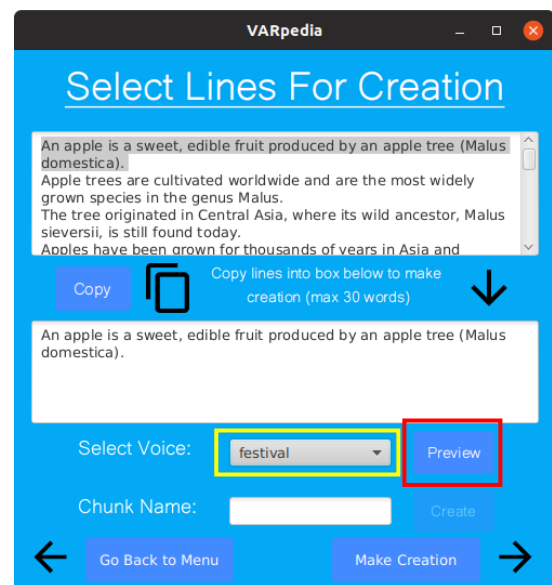 VARpedia
Select Lines For Creation
An apple is a sweet, edible fruit produced by an apple tree (Malus
domestica).
Apple trees are cultivated worldwide and are the most widely
grown species in the genus Malus.
The tree originated in Central Asia, where its wild ancestor, Malus
sieversii, is still found today.
Apples have been grown for thousands of years in Asia and
Copy
Copy lines into box below to make
creation (max 30 words)
An apple is a sweet, edible fruit produced by an apple tree (Malus
domestica).
Select Voice:
festival
Preview
Chunk Name:
Create
Go Back to Menu
Make Creation